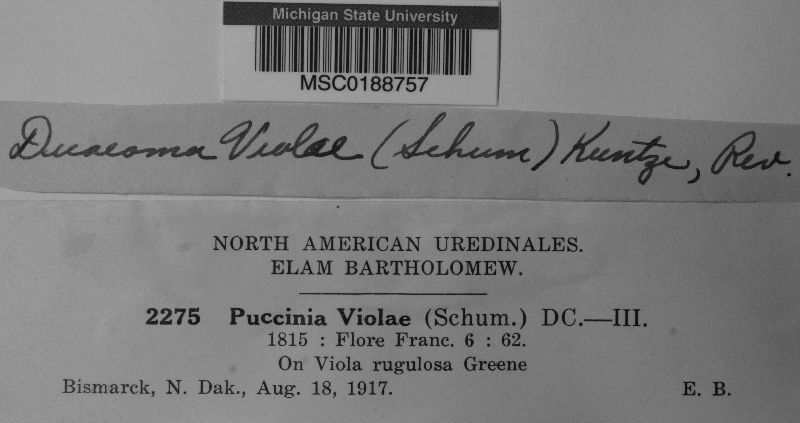 Michigan State University
MSC0188757
Dicaeoma Violae (Schum) Kuntze, Rev.
NORTH AMERICAN UREDINALES.
ELAM BARTHOLOMEW.
2275 Puccinia Violae (Schum.) DC.—III.
1815 : Flore Franc. 6 : 62.
On Viola rugulosa Greene
Bismarck, N. Dak., Aug. 18, 1917. E. B.